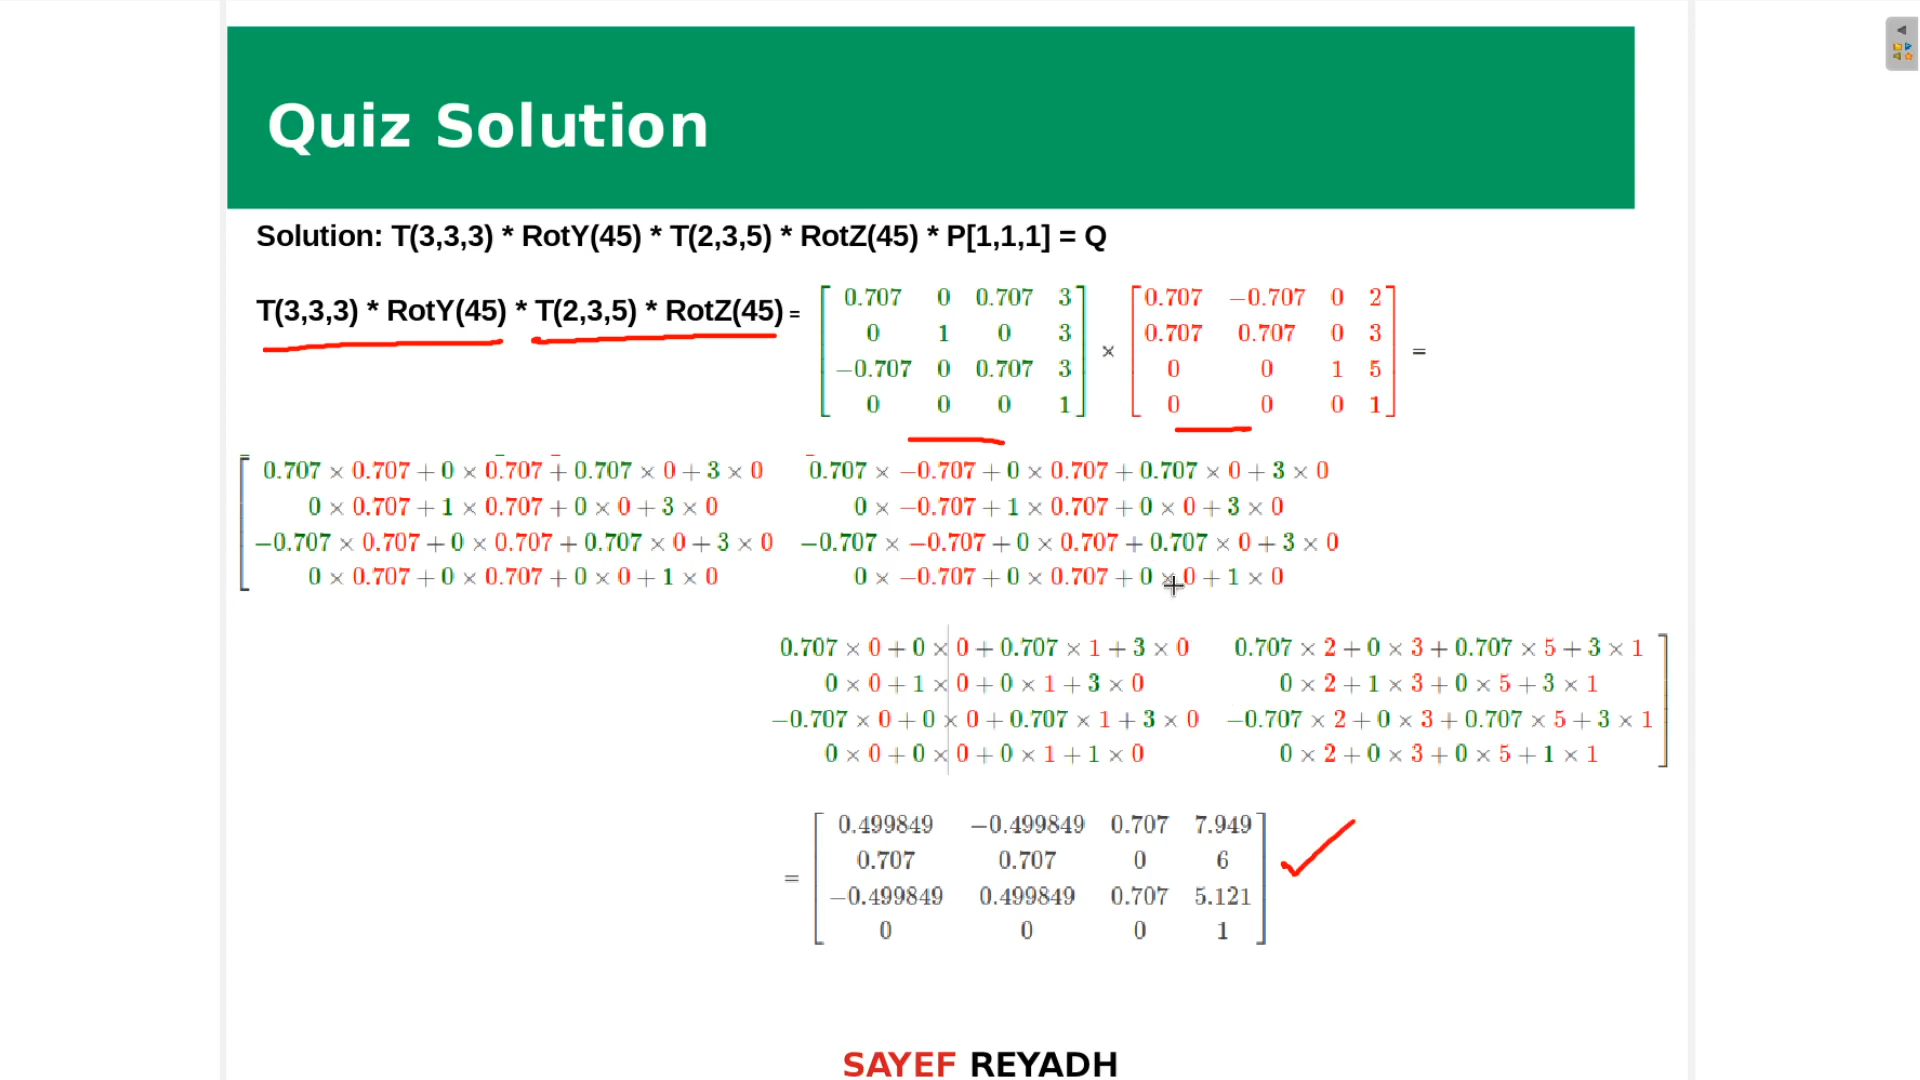 Quiz Solution
Solution: T(3,3,3) * RotY(45) * T(2,3,5) * RotZ(45) * P[1,1,1] = Q
T(3,3,3) * RotY(45) * T(2,3,5) * RotZ(45) =
0.707 0 0.707 3 0.707 −0.707 0 2
0 1 0 3 0.707 0.707 0 3
× =
−0.707 0 0.707 3 0 0 1 5
0 0 0 1 0 0 0 1
0.707 × 0.707 + 0 × 0.707 + 0.707 × 0 + 3 × 0 0.707 × −0.707 + 0 × 0.707 + 0.707 × 0 + 3 × 0
0 × 0.707 + 1 × 0.707 + 0 × 0 + 3 × 0 0 × −0.707 + 1 × 0.707 + 0 × 0 + 3 × 0
−0.707 × 0.707 + 0 × 0.707 + 0.707 × 0 + 3 × 0 −0.707 × −0.707 + 0 × 0.707 + 0.707 × 0 + 3 × 0
0 × 0.707 + 0 × 0.707 + 0 × 0 + 1 × 0 0 × −0.707 + 0 × 0.707 + 0 × 0 + 1 × 0
0.707 × 0 + 0 × 0 + 0.707 × 1 + 3 × 0 0.707 × 2 + 0 × 3 + 0.707 × 5 + 3 × 1
0 × 0 + 1 × 0 + 0 × 1 + 3 × 0 0 × 2 + 1 × 3 + 0 × 5 + 3 × 1
−0.707 × 0 + 0 × 0 + 0.707 × 1 + 3 × 0 −0.707 × 2 + 0 × 3 + 0.707 × 5 + 3 × 1
0 × 0 + 0 × 0 + 0 × 1 + 1 × 0 0 × 2 + 0 × 3 + 0 × 5 + 1 × 1
0.499849 −0.499849 0.707 7.949
0.707 0.707 0 6
=
−0.499849 0.499849 0.707 5.121
0 0 0 1
SAYEF REYADH